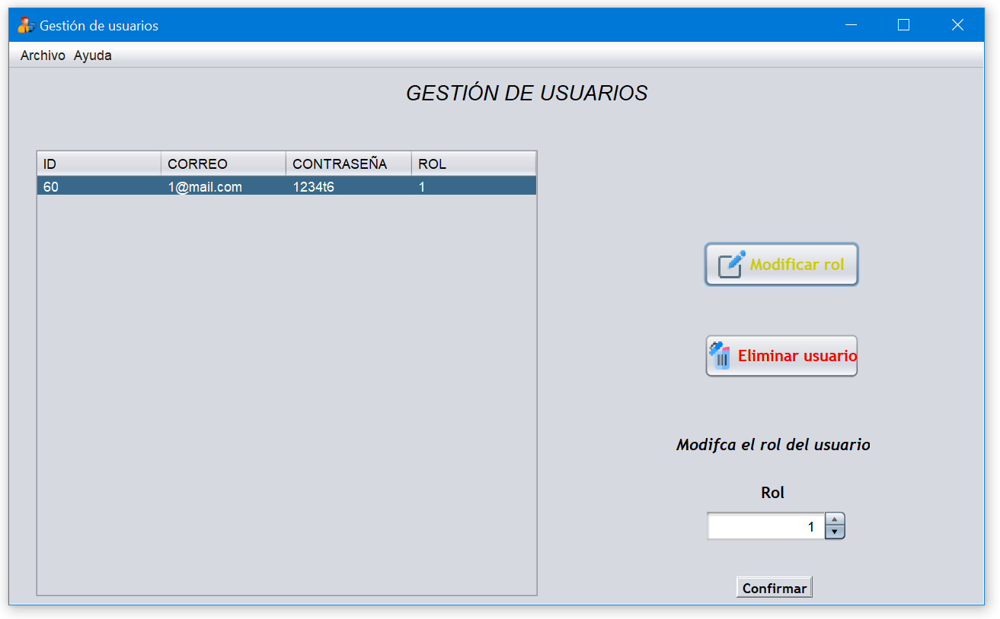 Gestión de usuarios
Archivo Ayuda
GESTIÓN DE USUARIOS
ID CORREO CONTRASEÑA ROL
60 1@mail.com 1234t6 1
Modificar rol
Eliminar usuario
Modifca el rol del usuario
Rol
1
Confirmar